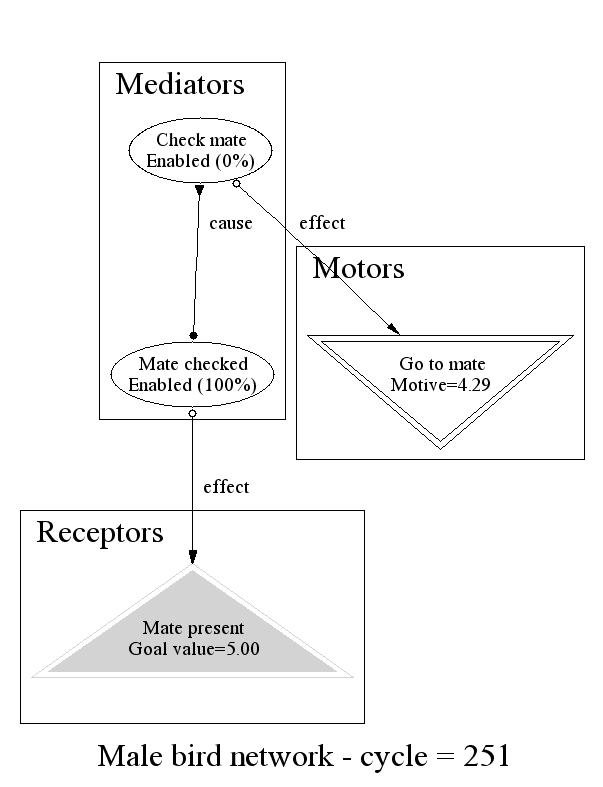 Mediators
Check mate
Enabled (0%)
cause
effect
Motors
Mate checked
Enabled (100%)
Go to mate
Motive=4.29
effect
Receptors
Mate present
Goal value=5.00
Male bird network - cycle = 251